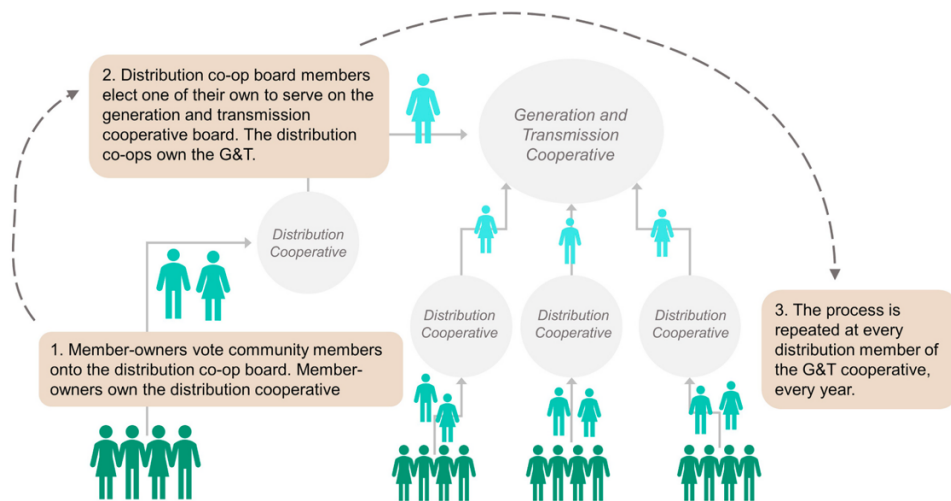 2. Distribution co-op board members
elect one of their own to serve on the
generation and transmission
cooperative board. The distribution
co-ops own the G&T.
Generation and
Transmission
Cooperative
Distribution
Cooperative
1. Member-owners vote community members
onto the distribution co-op board. Member-
owners own the distribution cooperative
Distribution
Cooperative
Distribution
Cooperative
Distribution
Cooperative
3. The process is
repeated at every
distribution member of
the G&T cooperative,
every year.